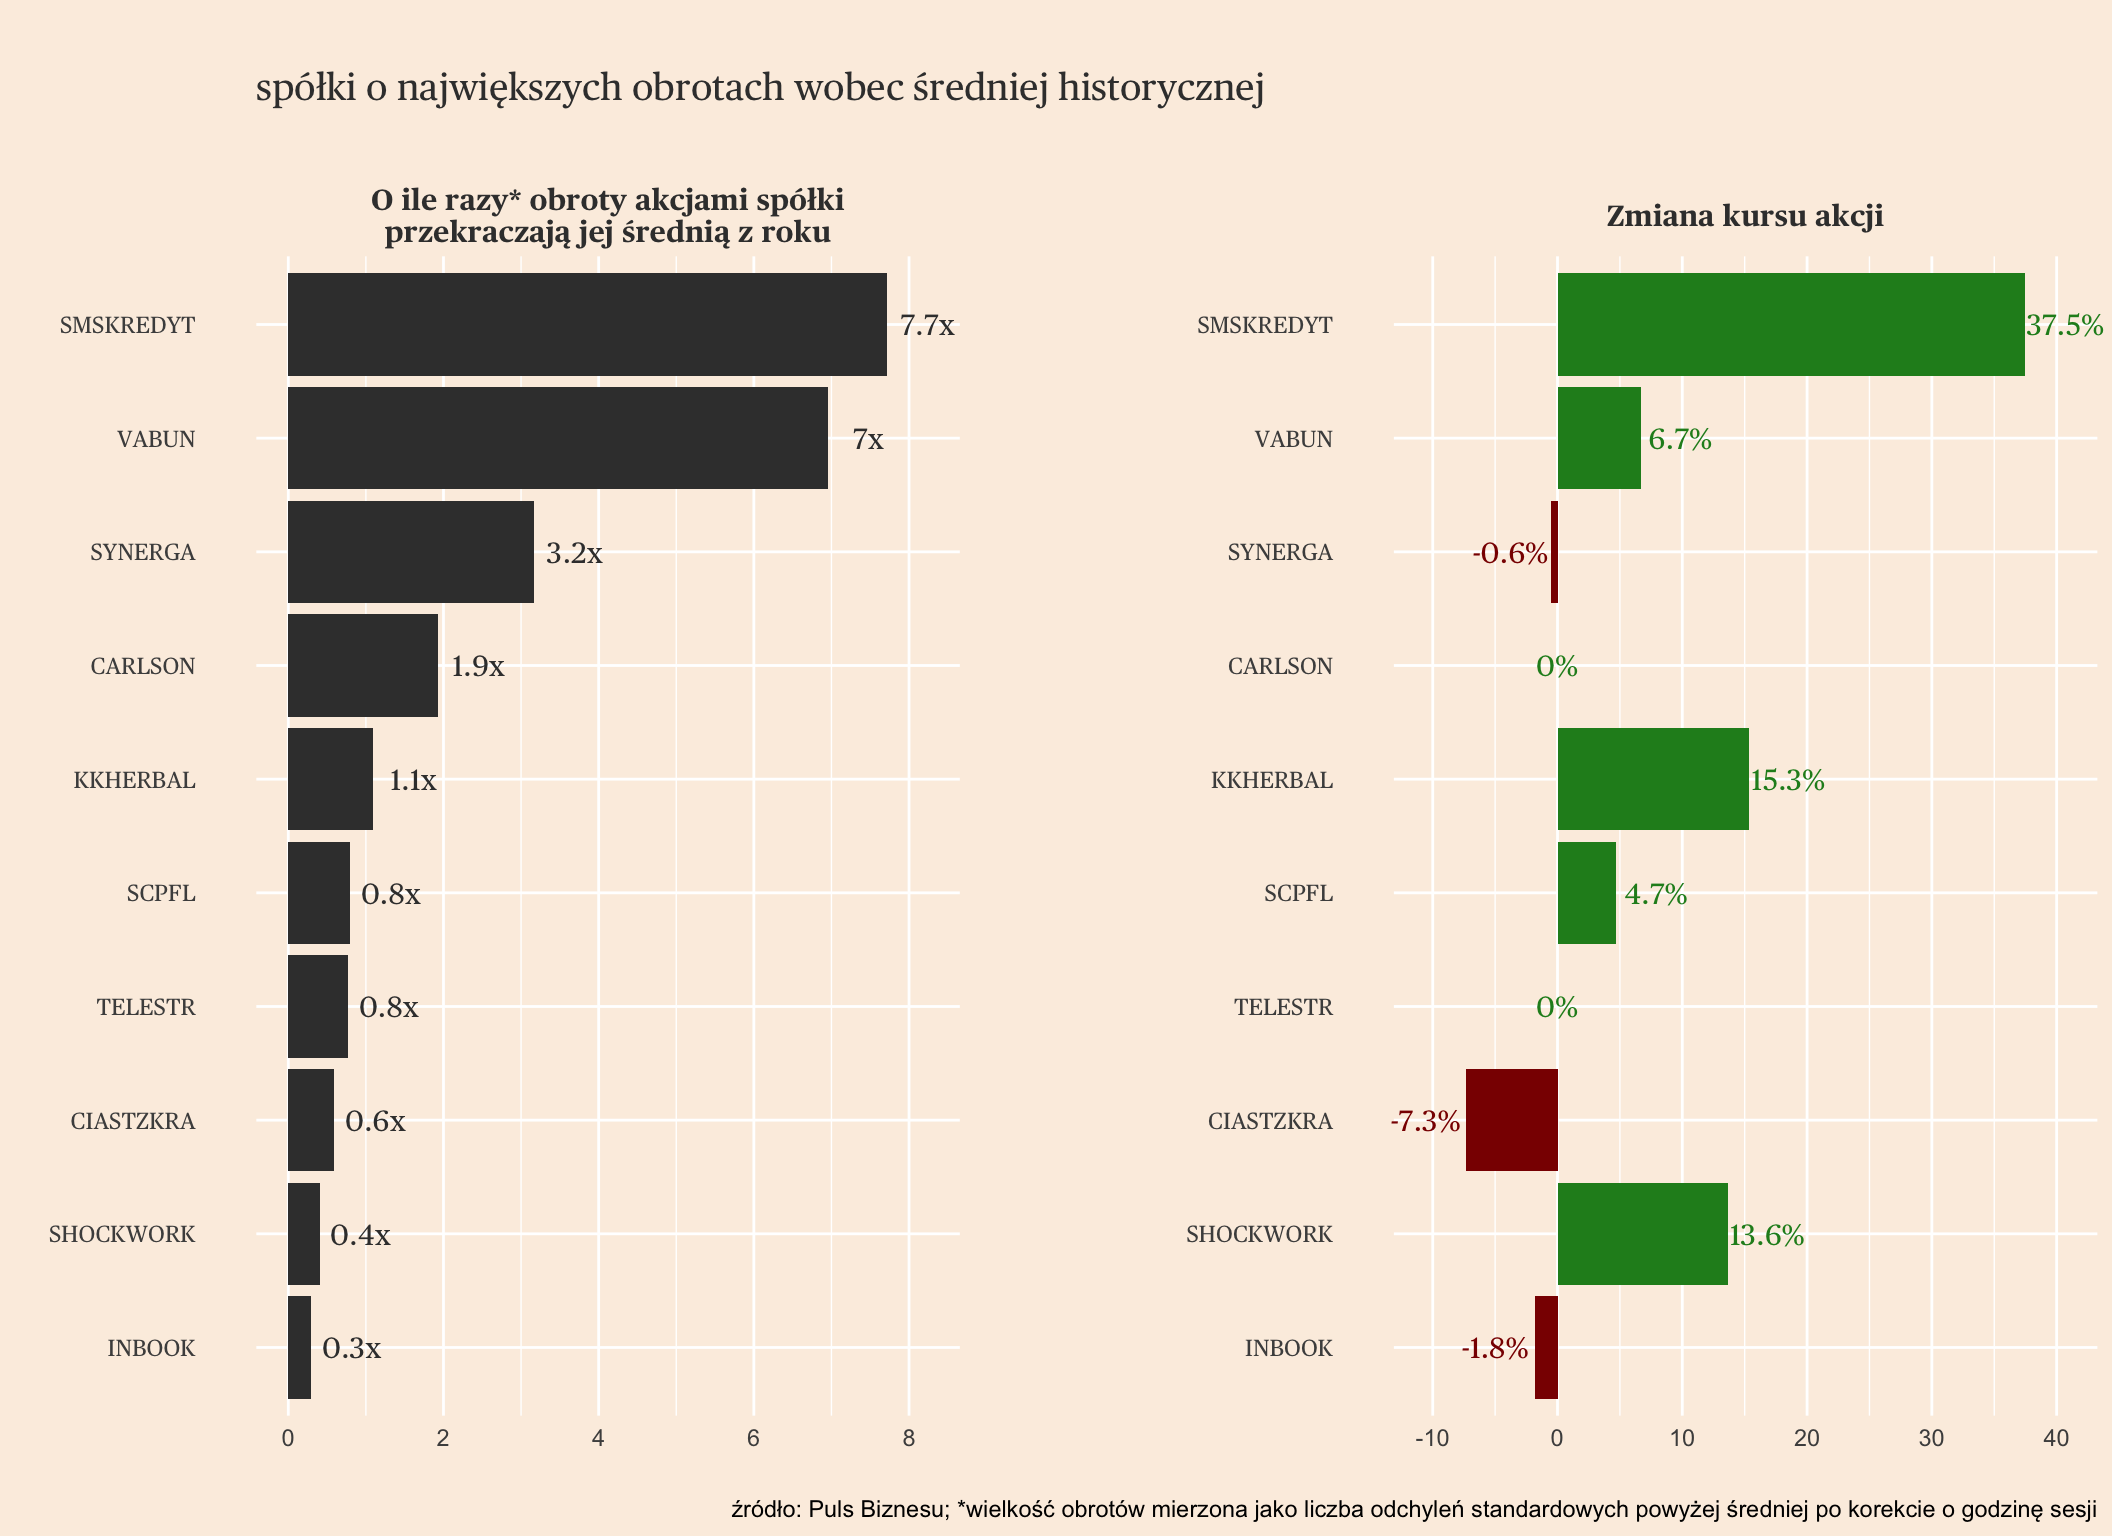 spółki o największych obrotach wobec średniej historycznej
O ile razy* obroty akcjami spółki
przekraczają jej średnią z roku
SMSKREDYT 7.7x
VABUN 7x
SYNERGA 3.2x
CARLSON 1.9x
KKHERBAL 1.1x
SCPFL 0.8x
TELESTR 0.8x
CIASTZKRA 0.6x
SHOCKWORK 0.4x
INBOOK 0.3x
0 2 4 6 8
Zmiana kursu akcji
SMSKREDYT 37.5%
VABUN 6.7%
SYNERGA -0.6%
CARLSON 0%
KKHERBAL 15.3%
SCPFL 4.7%
TELESTR 0%
CIASTZKRA -7.3%
SHOCKWORK 13.6%
INBOOK -1.8%
-10 0 10 20 30 40
źródło: Puls Biznesu; *wielkość obrotów mierzona jako liczba odchyleń standardowych powyżej średniej po korekcie o godzinę sesji